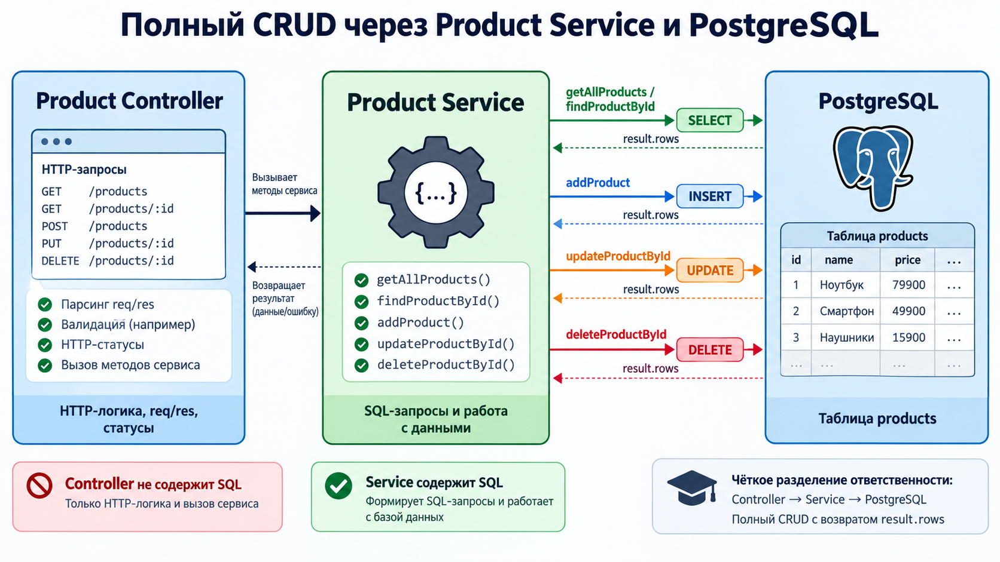 Полный CRUD через Product Service и PostgreSQL
Product Controller
HTTP-запросы
GET /products
GET /products/:id
POST /products
PUT /products/:id
DELETE /products/:id
Парсинг req/res
Валидация (например)
HTTP-статусы
Вызов методов сервиса
HTTP-логика, req/res,
статусы
Вызывает
методы сервиса
Возвращает
результат
(данные/ошибку)
Product Service
{...}
getAllProducts()
findProductById()
addProduct()
updateProductById()
deleteProductById()
SQL-запросы и работа
с данными
getAllProducts /
findProductById
SELECT
result.rows
addProduct
INSERT
result.rows
updateProductById
UPDATE
result.rows
deleteProductById
DELETE
result.rows
PostgreSQL
Таблица products
id name price ...
1 Ноутбук 79900 ...
2 Смартфон 49900 ...
3 Наушники 15900 ...
... ... ... ...
Таблица products
Controller не содержит SQL
Только HTTP-логика и вызов сервиса
Service содержит SQL
Формирует SQL-запросы и работает
с базой данных
Чёткое разделение ответственности:
Controller → Service → PostgreSQL
Полный CRUD с возвратом result.rows